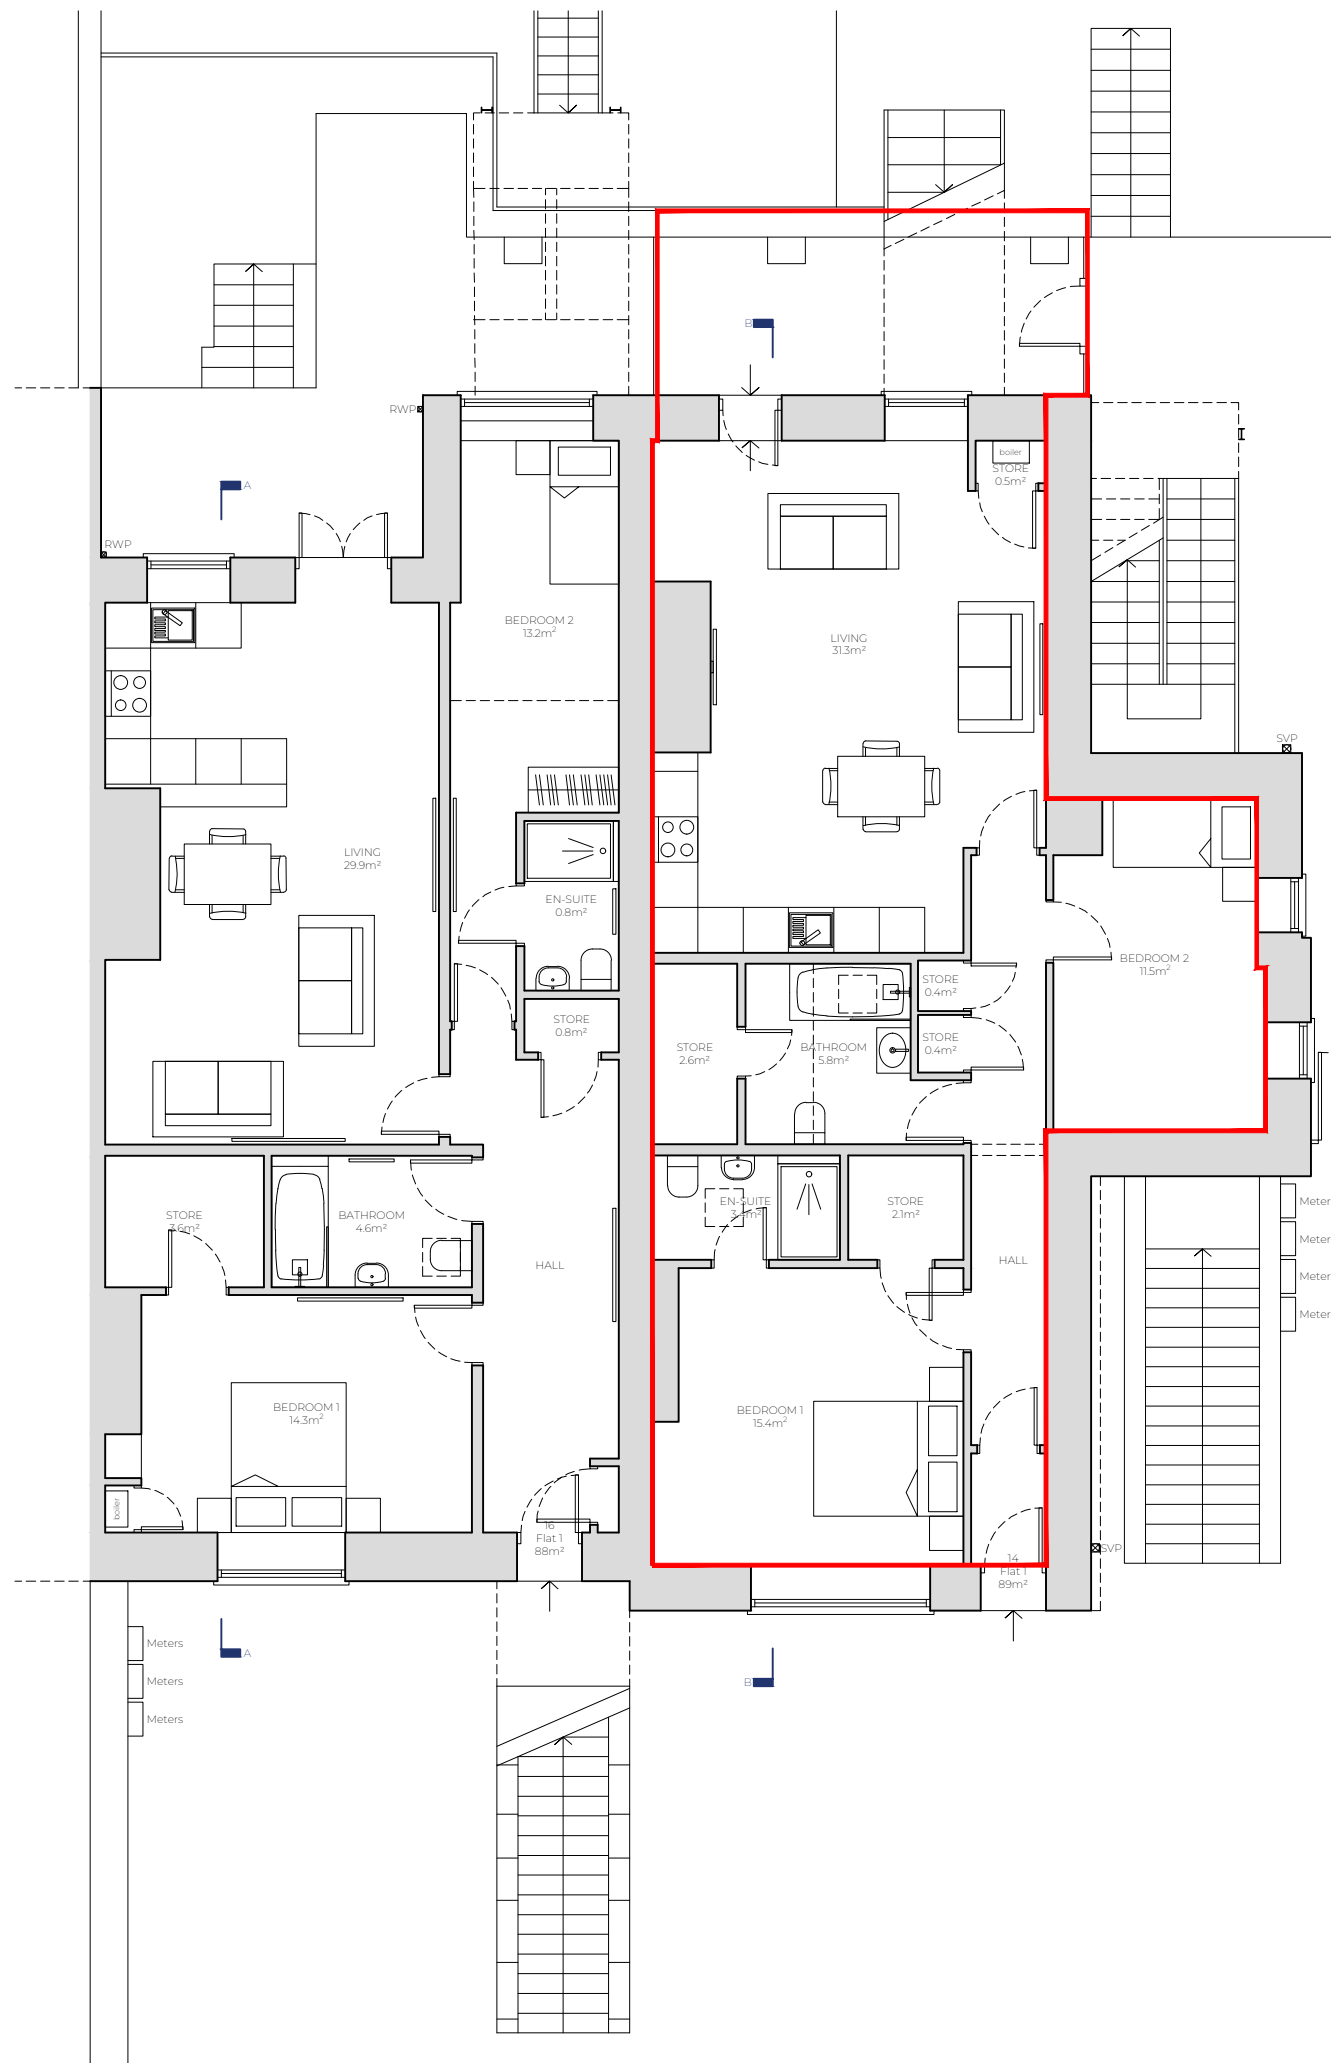 B
RWP
A
RWP
boiler
STORE
0.5m²
BEDROOM 2
13.2m²
LIVING
31.3m²
SVP
LIVING
29.9m²
EN-SUITE
0.8m²
BEDROOM 2
11.5m²
STORE
0.4m²
STORE
0.8m²
STORE
2.6m²
BATHROOM
5.8m²
STORE
0.4m²
STORE
3.6m²
BATHROOM
4.6m²
EN-SUITE
STORE
2.1m²
HALL
HALL
Meter
Meter
Meter
Meter
BEDROOM 1
14.3m²
BEDROOM 1
15.4m²
boiler
16
Flat 1
88m²
14
Flat 1
89m²
SVP
Meters
Meters
Meters
A
B